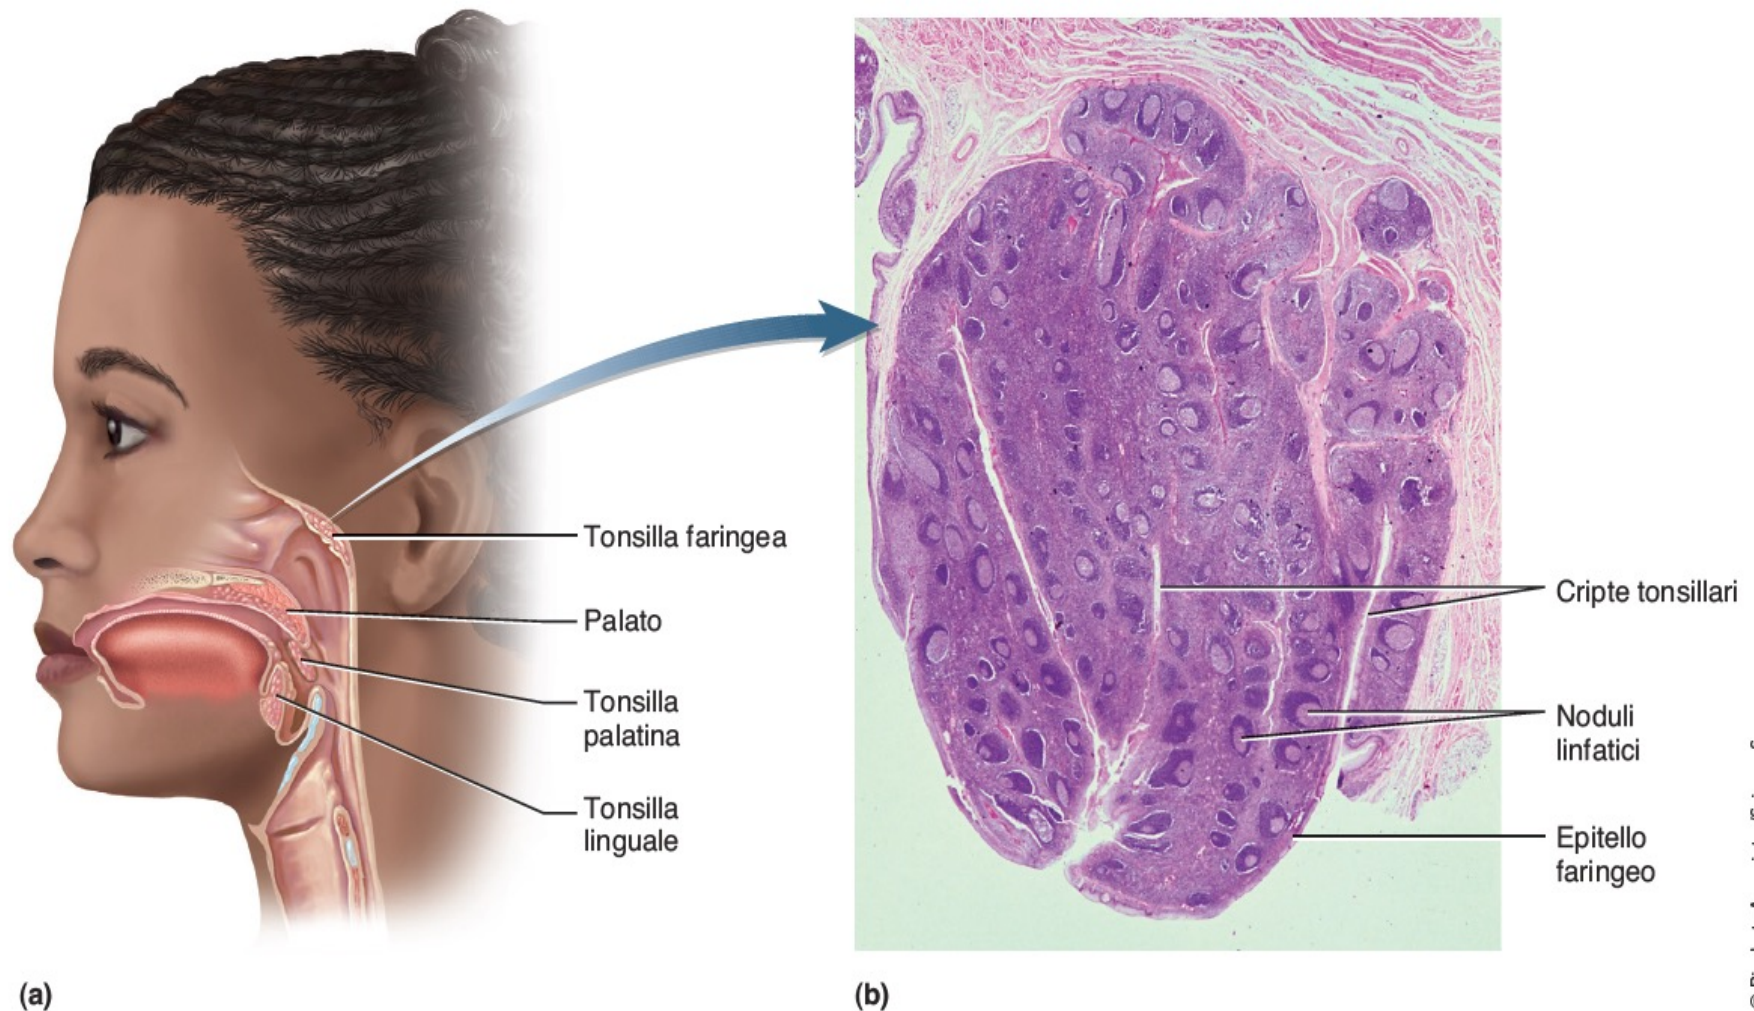 Tonsilla faringea
Palato
Tonsilla
palatina
Tonsilla
linguale
(a)
Cripte tonsillari
Noduli
linfatici
Epitello
faringeo
(b)